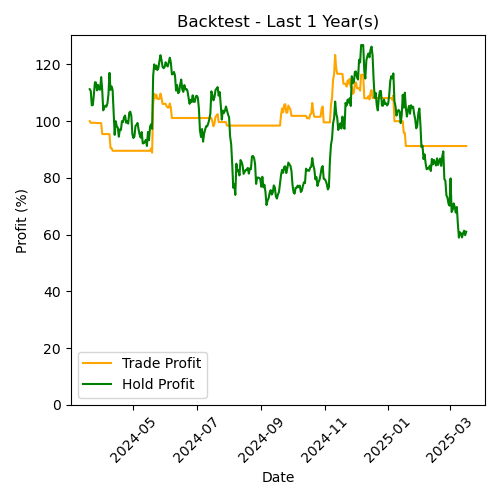 Backtest - Last 1 Year(s)
Profit (%)
120
100
80
60
40
20
0
Trade Profit
Hold Profit
2024-05
2024-07
2024-09
2024-11
2025-01
2025-03
Date